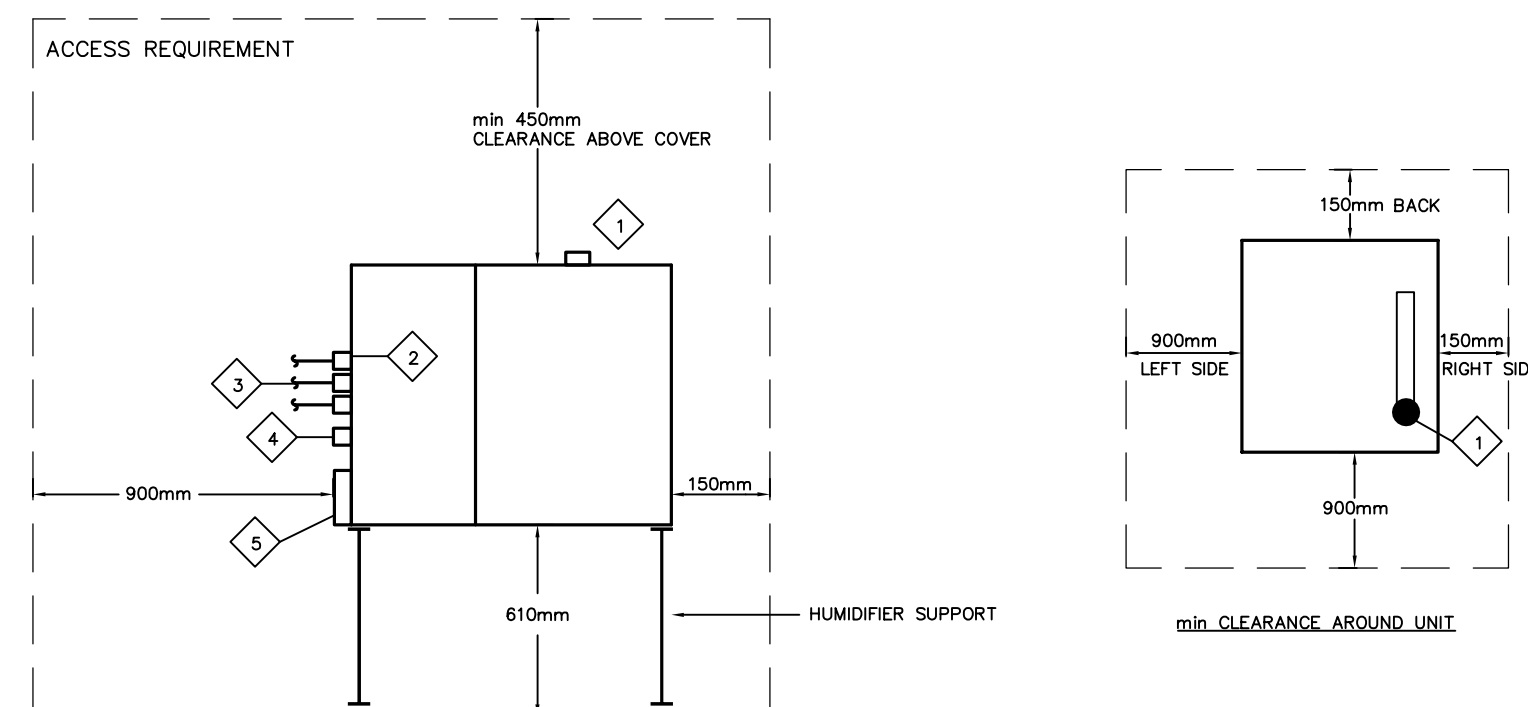 ACCESS REQUIREMENT
min 450mm
CLEARANCE ABOVE COVER
1
2
3
4
900mm
150mm
5
610mm
HUMIDIFIER SUPPORT
150mm BACK
900mm
LEFT SIDE
150mm
RIGHT SID
1
900mm
min CLEARANCE AROUND UNIT